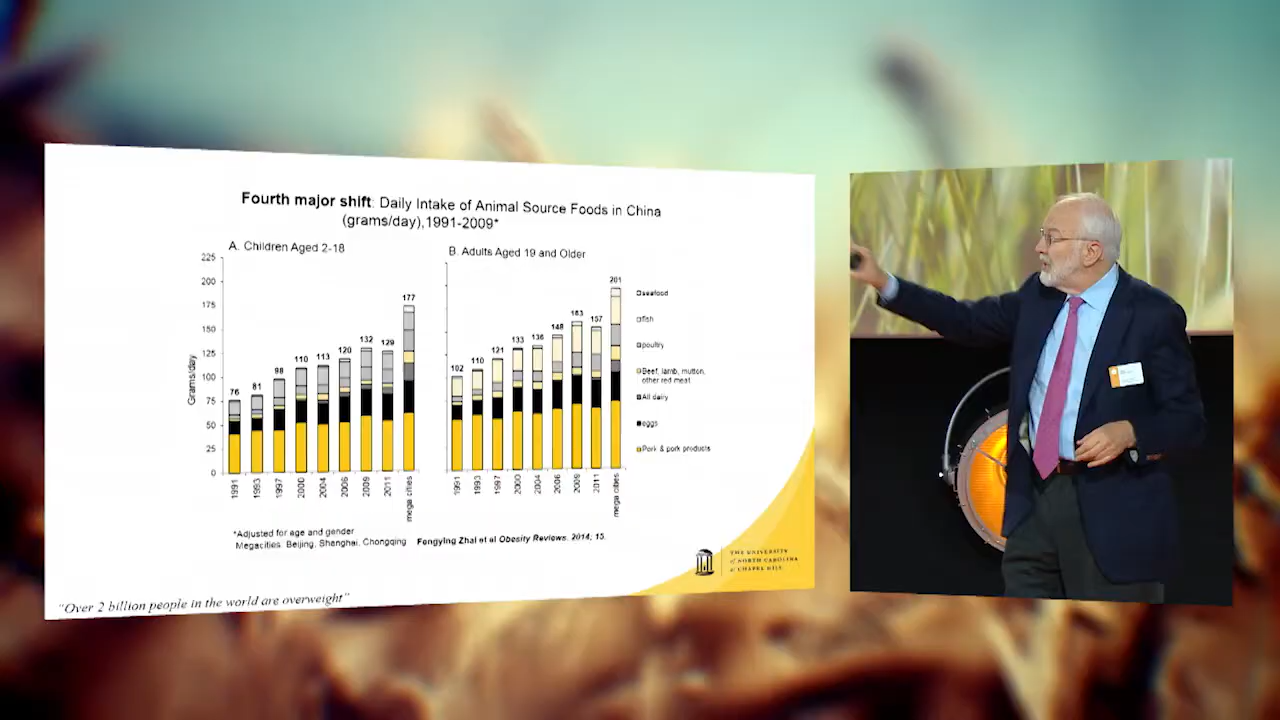 Fourth major shift: Daily Intake of Animal Source Foods in China
(grams/day),1991-2009*
A. Children Aged 2-18
B. Adults Aged 19 and Older
Grams/day
225
200
175
150
125
100
75
50
25
0
76
81
98
110
113
120
132
129
177
1991
1993
1997
2000
2004
2006
2009
2011
mega cities
102
110
121
133
136
148
183
157
201
1991
1993
1997
2000
2004
2006
2009
2011
mega cities
seafood
fish
poultry
Beef, lamb, mutton,
other red meat
All dairy
eggs
Pork & pork products
*Adjusted for age and gender
Megacities: Beijing, Shanghai, Chongqing
Fengying Zhai et al Obesity Reviews. 2014; 15.
THE UNIVERSITY
of NORTH CAROLINA
at CHAPEL HILL
"Over 2 billion people in the world are overweight"